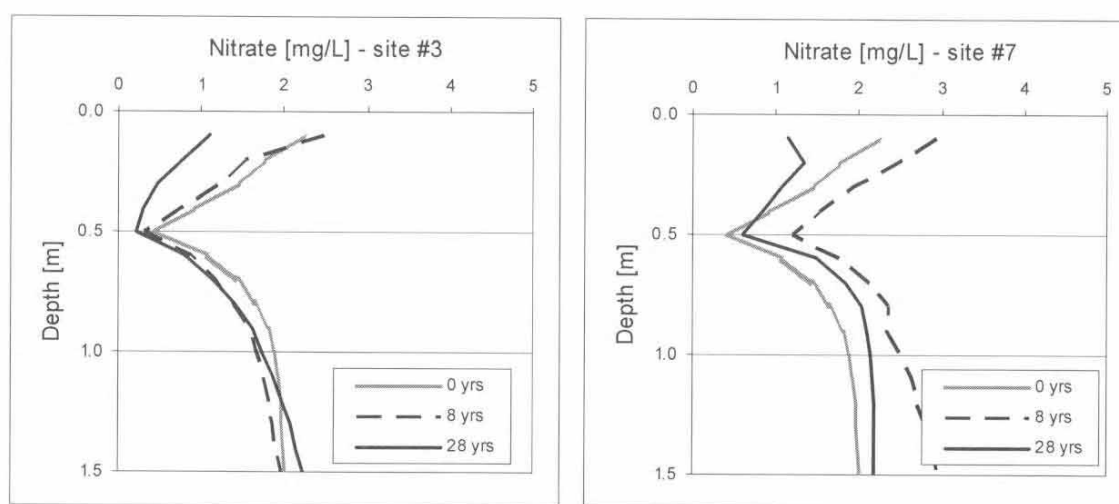 Nitrate [mg/L] - site #3
0 1 2 3 4 5
0.0
0.5
1.0
1.5
Depth [m]
0 yrs
8 yrs
28 yrs
Nitrate [mg/L] - site #7
0 1 2 3 4 5
0.0
0.5
1.0
1.5
Depth [m]
0 yrs
8 yrs
28 yrs